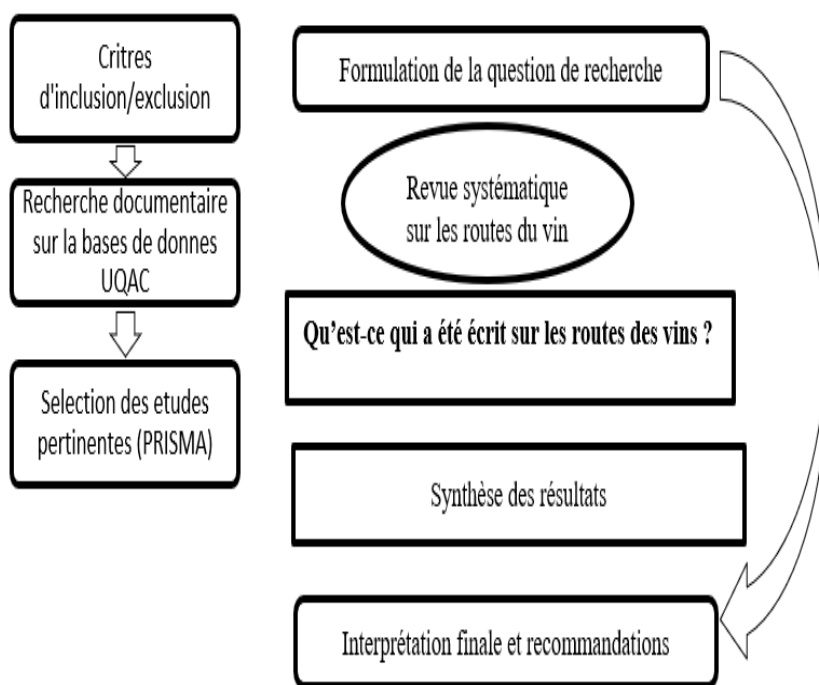 Critres
d'inclusion/exclusion
Recherche documentaire
sur la bases de donnes
UQAC
Selection des etudes
pertinentes (PRISMA)
Formulation de la question de recherche
Revue systématique
sur les routes du vin
Qu’est-ce qui a été écrit sur les routes des vins ?
Synthèse des résultats
Interprétation finale et recommandations